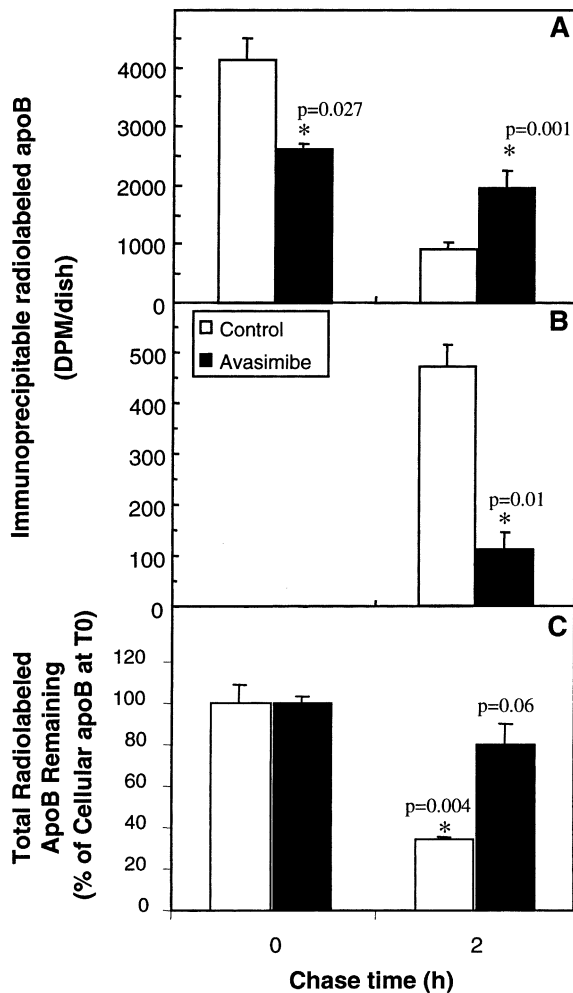 A
4000
3000
2000
1000
0
p=0.027
*
p=0.001
*
Immunoprecipitable radiolabeled apoB
(DPM/dish)
B
Control
Avasimibe
500
400
300
200
100
0
p=0.01
*
C
Total Radiolabeled
ApoB Remaining
(% of Cellular apoB at T0)
120
100
80
60
40
20
0
p=0.004
*
p=0.06
0 2
Chase time (h)